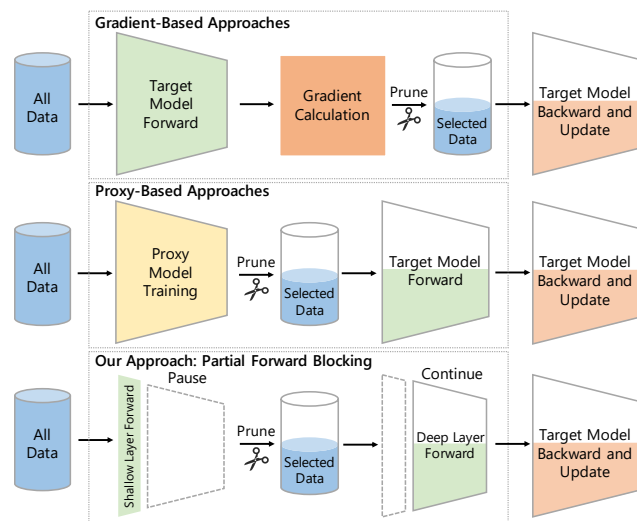 Gradient-Based Approaches
All
Data
Target
Model
Forward
Gradient
Calculation
Prune
Selected
Data
Target Model
Backward and
Update
Proxy-Based Approaches
All
Data
Proxy
Model
Training
Prune
Selected
Data
Target Model
Forward
Target Model
Backward and
Update
Our Approach: Partial Forward Blocking
All
Data
Shallow Layer Forward
Pause
Prune
Selected
Data
Continue
Deep Layer
Forward
Target Model
Backward and
Update